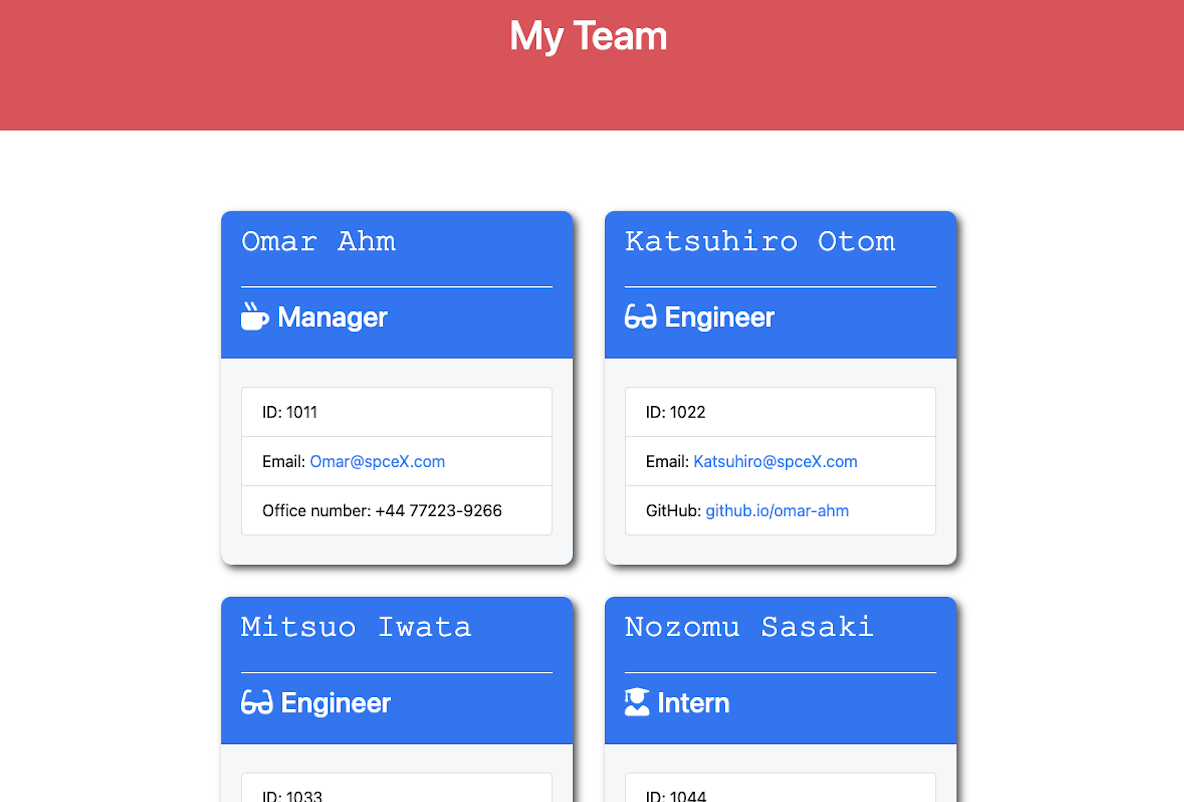 My Team
Omar Ahm
Manager
ID: 1011
Email: Omar@spceX.com
Office number: +44 77223-9266
Katsuhiro Otom
Engineer
ID: 1022
Email: Katsuhiro@spceX.com
GitHub: github.io/omar-ahm
Mitsuo Iwata
Engineer
ID: 1033
Nozomu Sasaki
Intern
ID: 1044